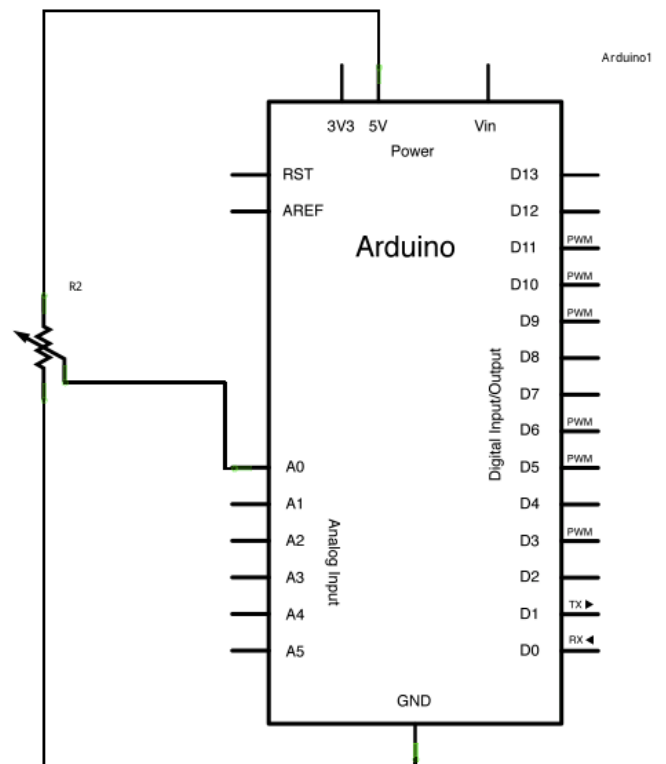 Arduino1
3V3 5V Vin
Power
RST D13
AREF D12
Arduino
D11 PWM
D10 PWM
R2
D9 PWM
D8
D7
Digital Input/Output
D6 PWM
A0 D5 PWM
A1 D4
Analog Input
A2 D3 PWM
A3 D2
A4 D1 TX ▶
A5 D0 RX ◀
GND